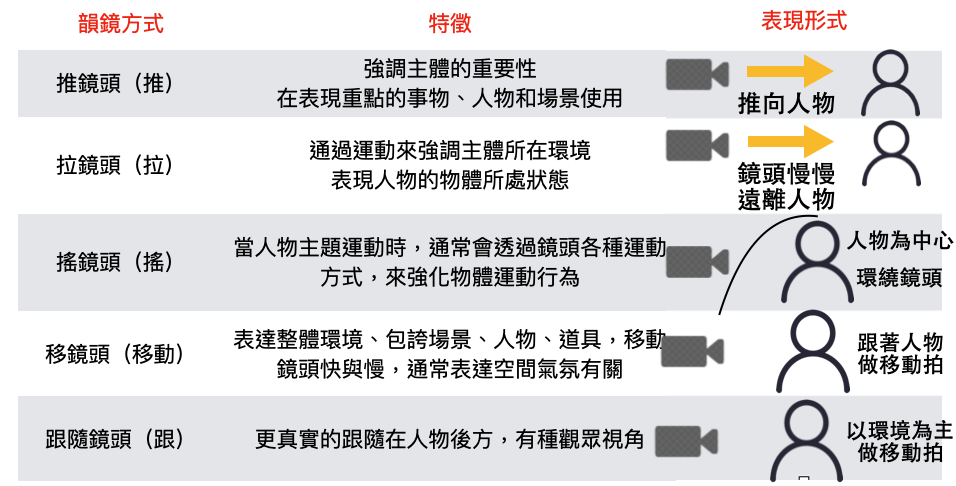 韻鏡方式
特徵
表現形式
推鏡頭（推）
強調主體的重要性
在表現重點的事物、人物和場景使用
推向人物
拉鏡頭（拉）
通過運動來強調主體所在環境
表現人物的物體所處狀態
鏡頭慢慢
遠離人物
搖鏡頭（搖）
當人物主題運動時，通常會透過鏡頭各種運動
方式，來強化物體運動行為
人物為中心
環繞鏡頭
移鏡頭（移動）
表達整體環境、包誇場景、人物、道具，移動
鏡頭快與慢，通常表達空間氣氛有關
跟著人物
做移動拍
跟隨鏡頭（跟）
更真實的跟隨在人物後方，有種觀眾視角
以環境為主
做移動拍